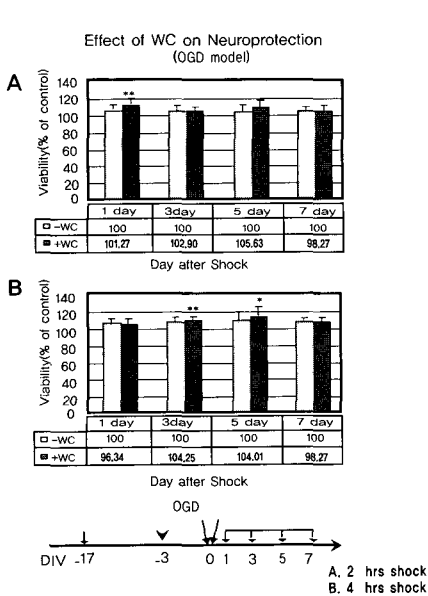 Effect of WC on Neuroprotection
(OGD model)
A
Viability(% of control)
140
120
100
80
60
40
20
0
**
1 day 3day 5 day 7 day
−WC 100 100 100 100
+WC 101,27 102,90 105,63 98,27
Day after Shock
B
Viability(% of control)
140
120
100
80
60
40
20
0
** *
1 day 3day 5 day 7 day
−WC 100 100 100 100
+WC 96,34 104,25 104,01 98,27
Day after Shock
OGD
DIV -17 -3 0 1 3 5 7
A. 2 hrs shock
B. 4 hrs shock